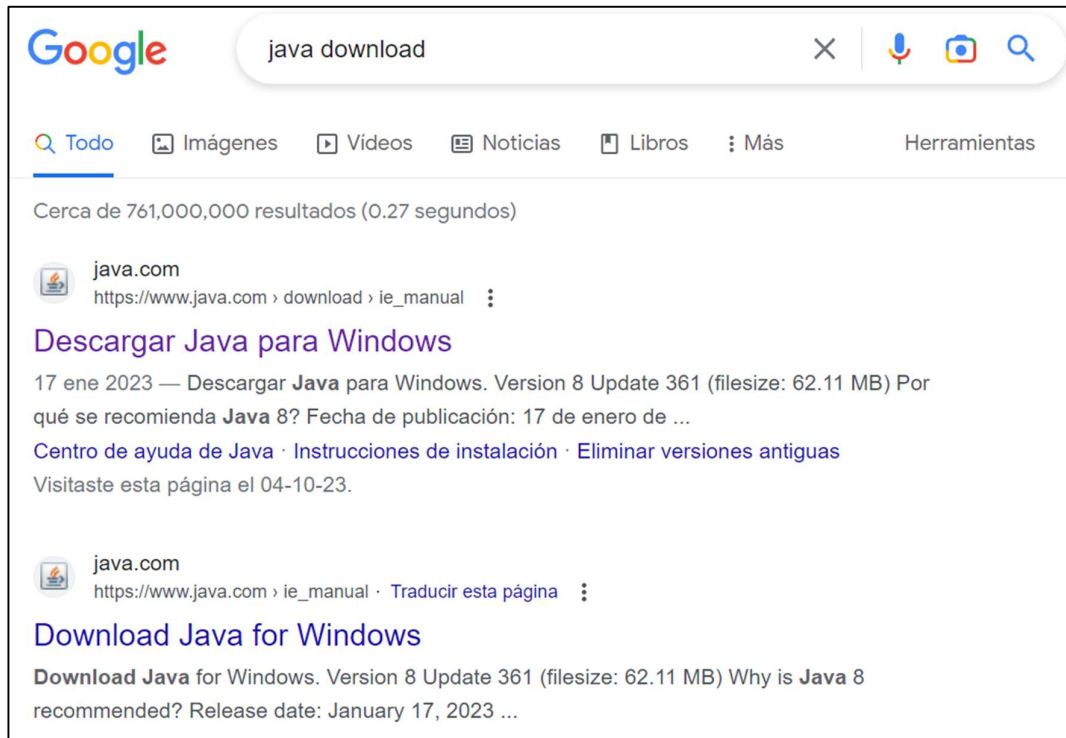 Google
java download
Todo Imágenes Vídeos Noticias Libros Más Herramientas
Cerca de 761,000,000 resultados (0.27 segundos)
java.com
https://www.java.com › download › ie_manual
Descargar Java para Windows
17 ene 2023 — Descargar Java para Windows. Version 8 Update 361 (filesize: 62.11 MB) Por
qué se recomienda Java 8? Fecha de publicación: 17 de enero de ...
Centro de ayuda de Java · Instrucciones de instalación · Eliminar versiones antiguas
Visitaste esta página el 04-10-23.
java.com
https://www.java.com › ie_manual · Traducir esta página
Download Java for Windows
Download Java for Windows. Version 8 Update 361 (filesize: 62.11 MB) Why is Java 8
recommended? Release date: January 17, 2023 ...